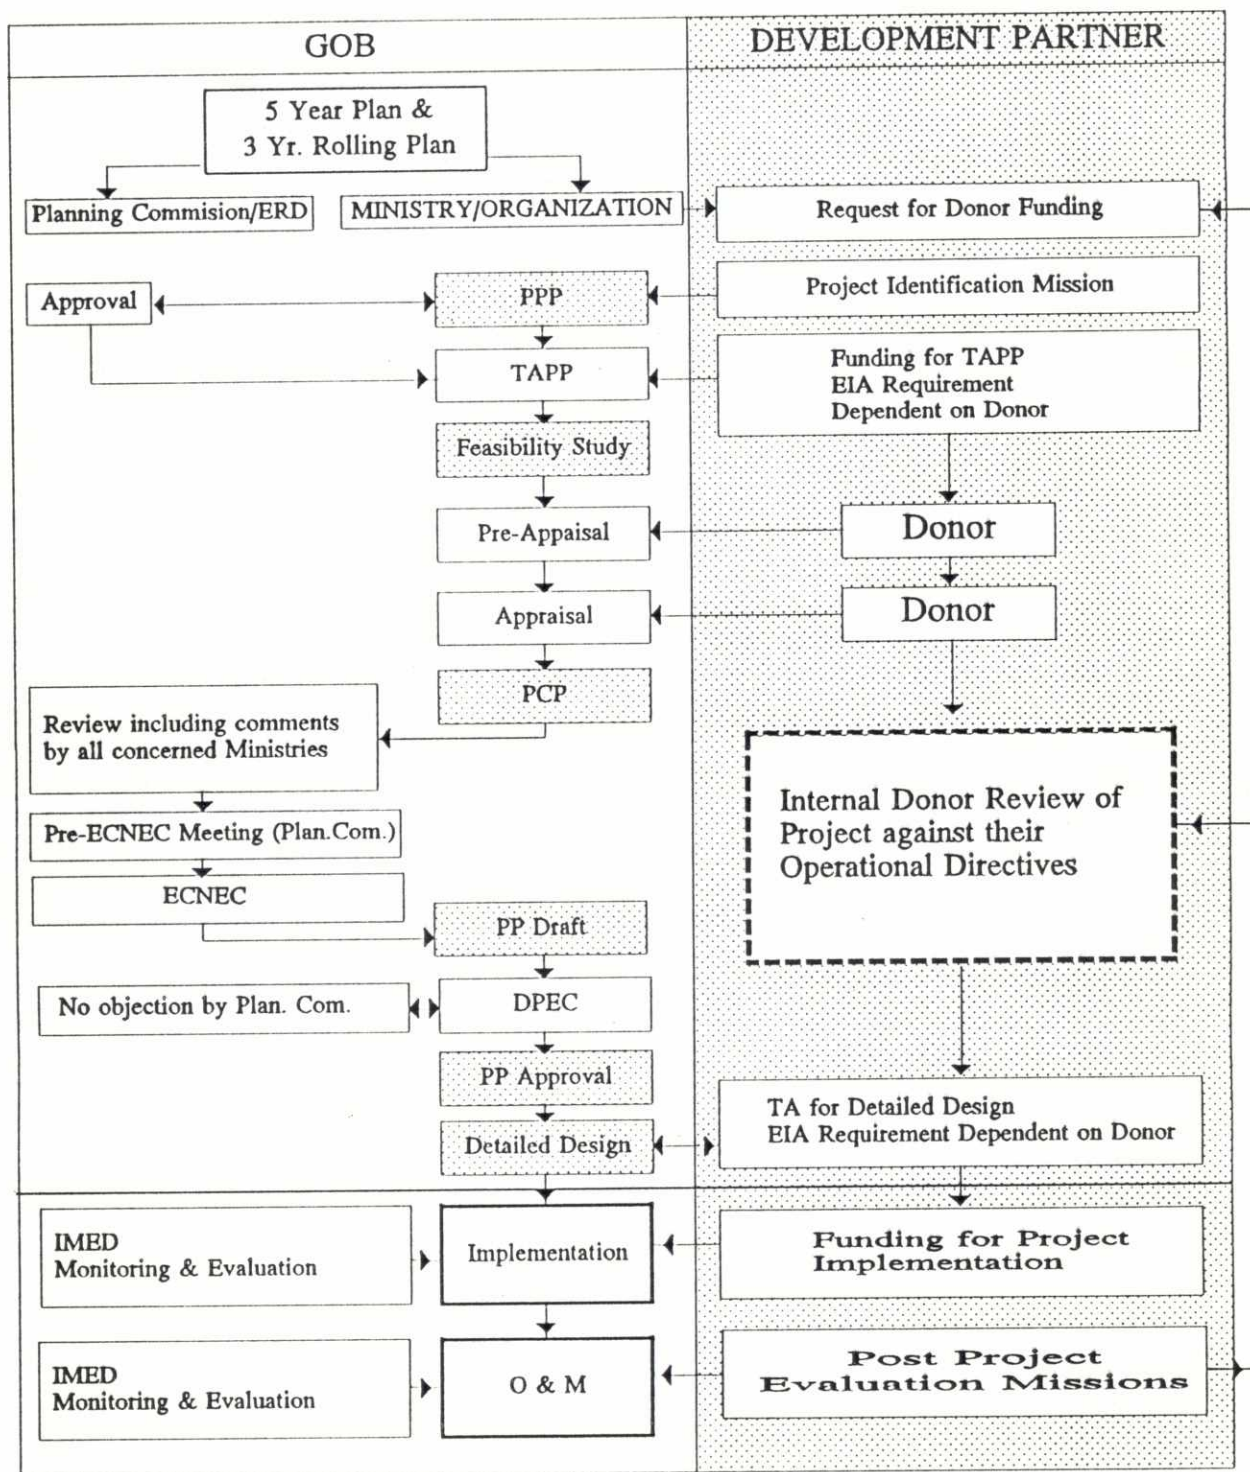 GOB
DEVELOPMENT PARTNER
5 Year Plan &
3 Yr. Rolling Plan
Planning Commision/ERD
MINISTRY/ORGANIZATION
Request for Donor Funding
Project Identification Mission
Approval
PPP
Funding for TAPP
EIA Requirement
Dependent on Donor
TAPP
Feasibility Study
Pre-Appaisal
Donor
Appraisal
Donor
PCP
Review including comments
by all concerned Ministries
Internal Donor Review of
Project against their
Operational Directives
Pre-ECNEC Meeting (Plan.Com.)
ECNEC
PP Draft
No objection by Plan. Com.
DPEC
PP Approval
TA for Detailed Design
EIA Requirement Dependent on Donor
Detailed Design
IMED
Monitoring & Evaluation
Implementation
Funding for Project
Implementation
IMED
Monitoring & Evaluation
O & M
Post Project
Evaluation Missions